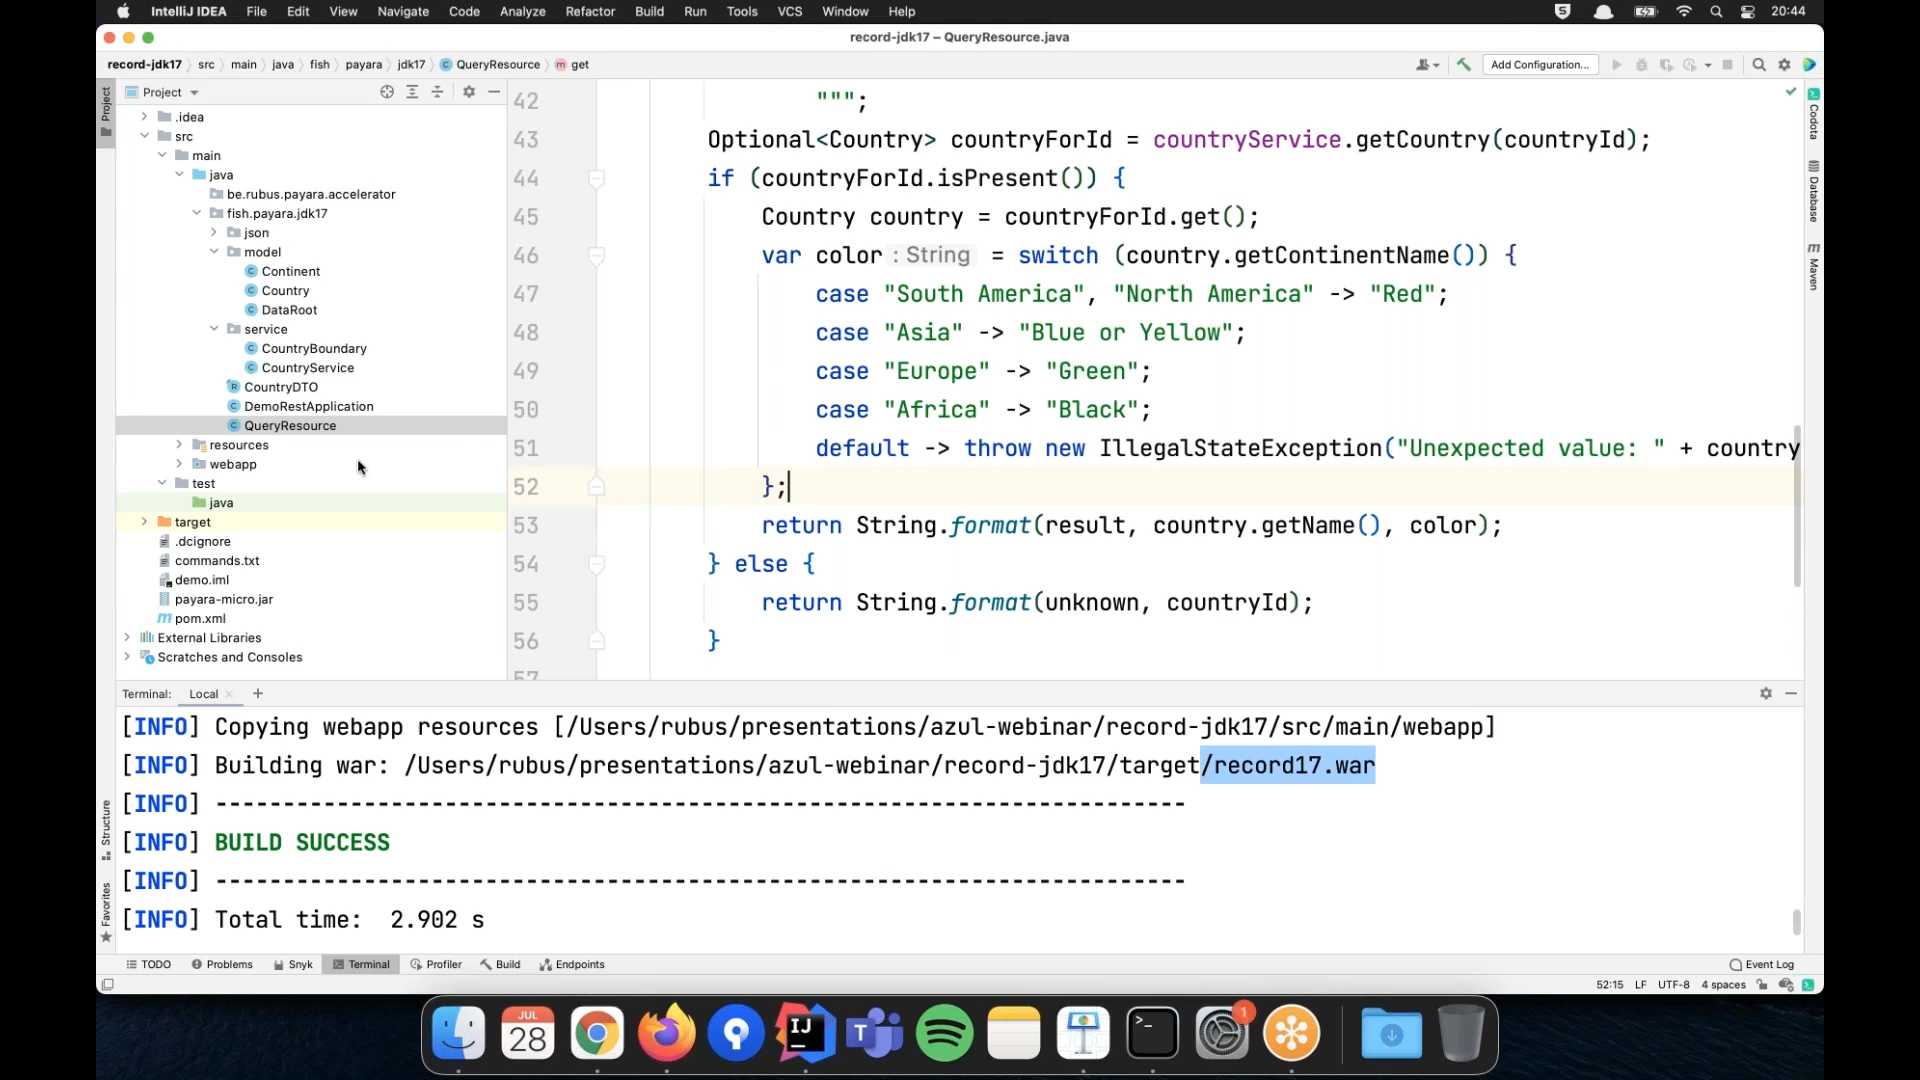 IntelliJ IDEA File Edit View Navigate Code Analyze Refactor Build Run Tools VCS Window Help 20:44
record-jdk17 – QueryResource.java
record-jdk17 src main java fish payara jdk17 QueryResource get Add Configuration...
Project
Project
.idea
src
main
java
be.rubus.payara.accelerator
fish.payara.jdk17
json
model
Continent
Country
DataRoot
service
CountryBoundary
CountryService
CountryDTO
DemoRestApplication
QueryResource
resources
webapp
test
java
target
.dcignore
commands.txt
demo.iml
payara-micro.jar
pom.xml
External Libraries
Scratches and Consoles
42 """;
43 Optional<Country> countryForId = countryService.getCountry(countryId);
44 if (countryForId.isPresent()) {
45 Country country = countryForId.get();
46 var color : String = switch (country.getContinentName()) {
47 case "South America", "North America" -> "Red";
48 case "Asia" -> "Blue or Yellow";
49 case "Europe" -> "Green";
50 case "Africa" -> "Black";
51 default -> throw new IllegalStateException("Unexpected value: " + country
52 };
53 return String.format(result, country.getName(), color);
54 } else {
55 return String.format(unknown, countryId);
56 }
57
Codota
Database
Maven
Structure
Favorites
Terminal: Local
[INFO] Copying webapp resources [/Users/rubus/presentations/azul-webinar/record-jdk17/src/main/webapp]
[INFO] Building war: /Users/rubus/presentations/azul-webinar/record-jdk17/target/record17.war
[INFO] ------------------------------------------------------------------------
[INFO] BUILD SUCCESS
[INFO] ------------------------------------------------------------------------
[INFO] Total time:  2.902 s
TODO Problems Snyk Terminal Profiler Build Endpoints Event Log
52:15 LF UTF-8 4 spaces
JUL
28
IJ
1